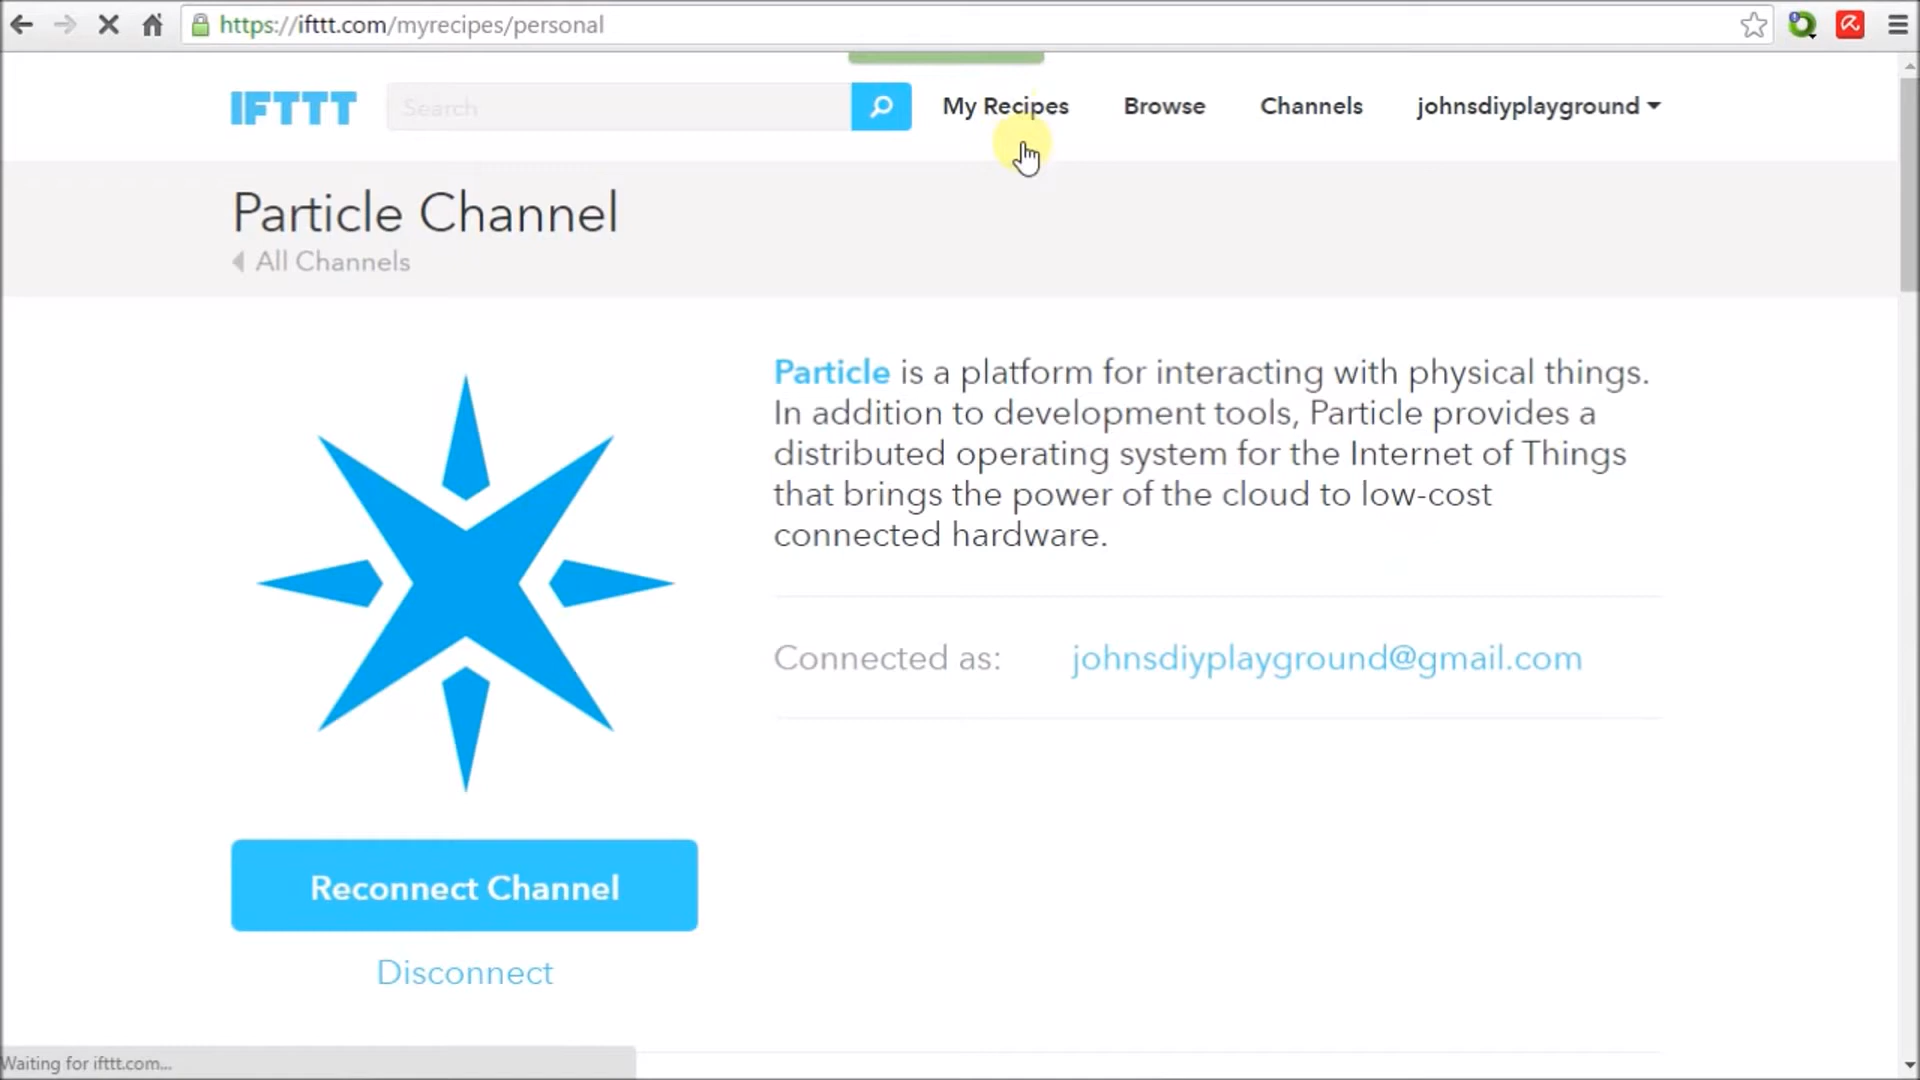 https://ifttt.com/myrecipes/personal
IFTTT
Search
My Recipes
Browse
Channels
johnsdiyplayground
Particle Channel
All Channels
Particle is a platform for interacting with physical things.
In addition to development tools, Particle provides a
distributed operating system for the Internet of Things
that brings the power of the cloud to low-cost
connected hardware.
Connected as: johnsdiyplayground@gmail.com
Reconnect Channel
Disconnect
Waiting for ifttt.com...